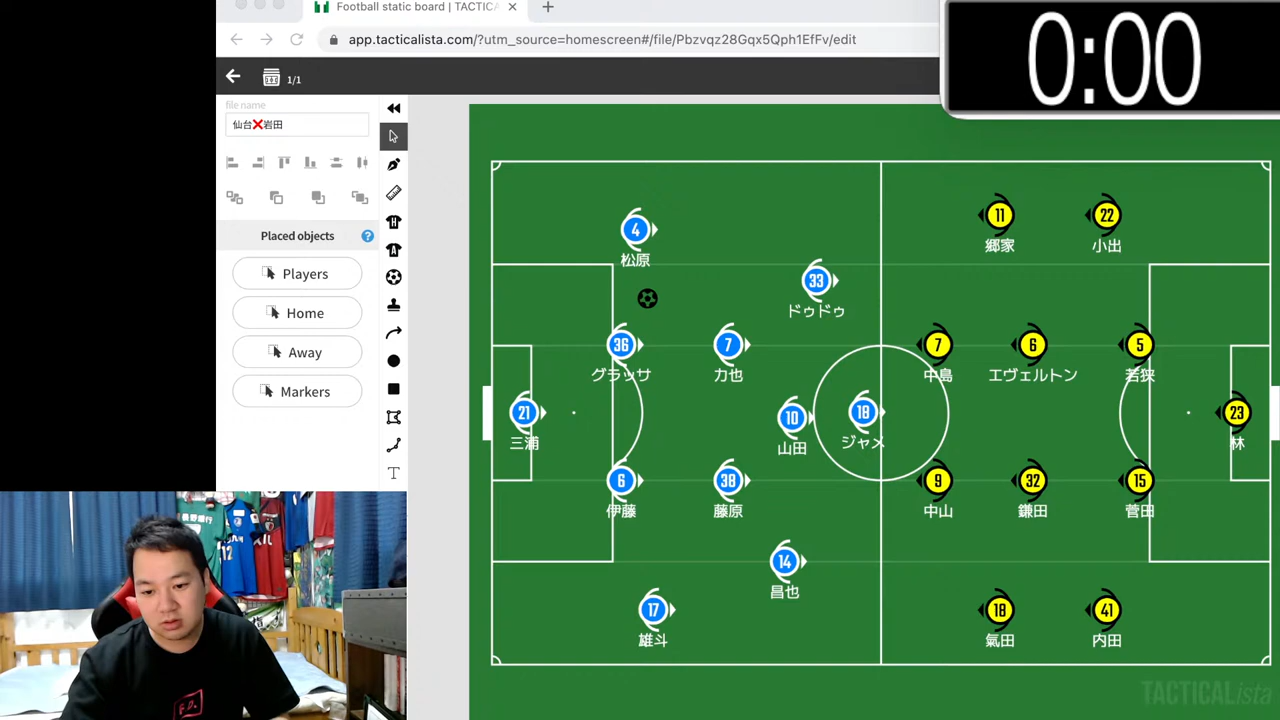 Football static board | TACTICA
app.tacticalista.com/?utm_source=homescreen#/file/Pbzvqz28Gqx5Qph1EfFv/edit
0:00
1/1
file name
仙台❌岩田
Placed objects
?
Players
Home
Away
Markers
H
A
T
4
松原
33
ドゥドゥ
36
グラッサ
7
力也
21
三浦
10
山田
18
ジャメ
6
伊藤
38
藤原
14
昌也
17
雄斗
11
郷家
22
小出
7
中島
6
エヴェルトン
5
若狭
23
林
9
中山
32
鎌田
15
菅田
18
氣田
41
内田
TACTICALista
12